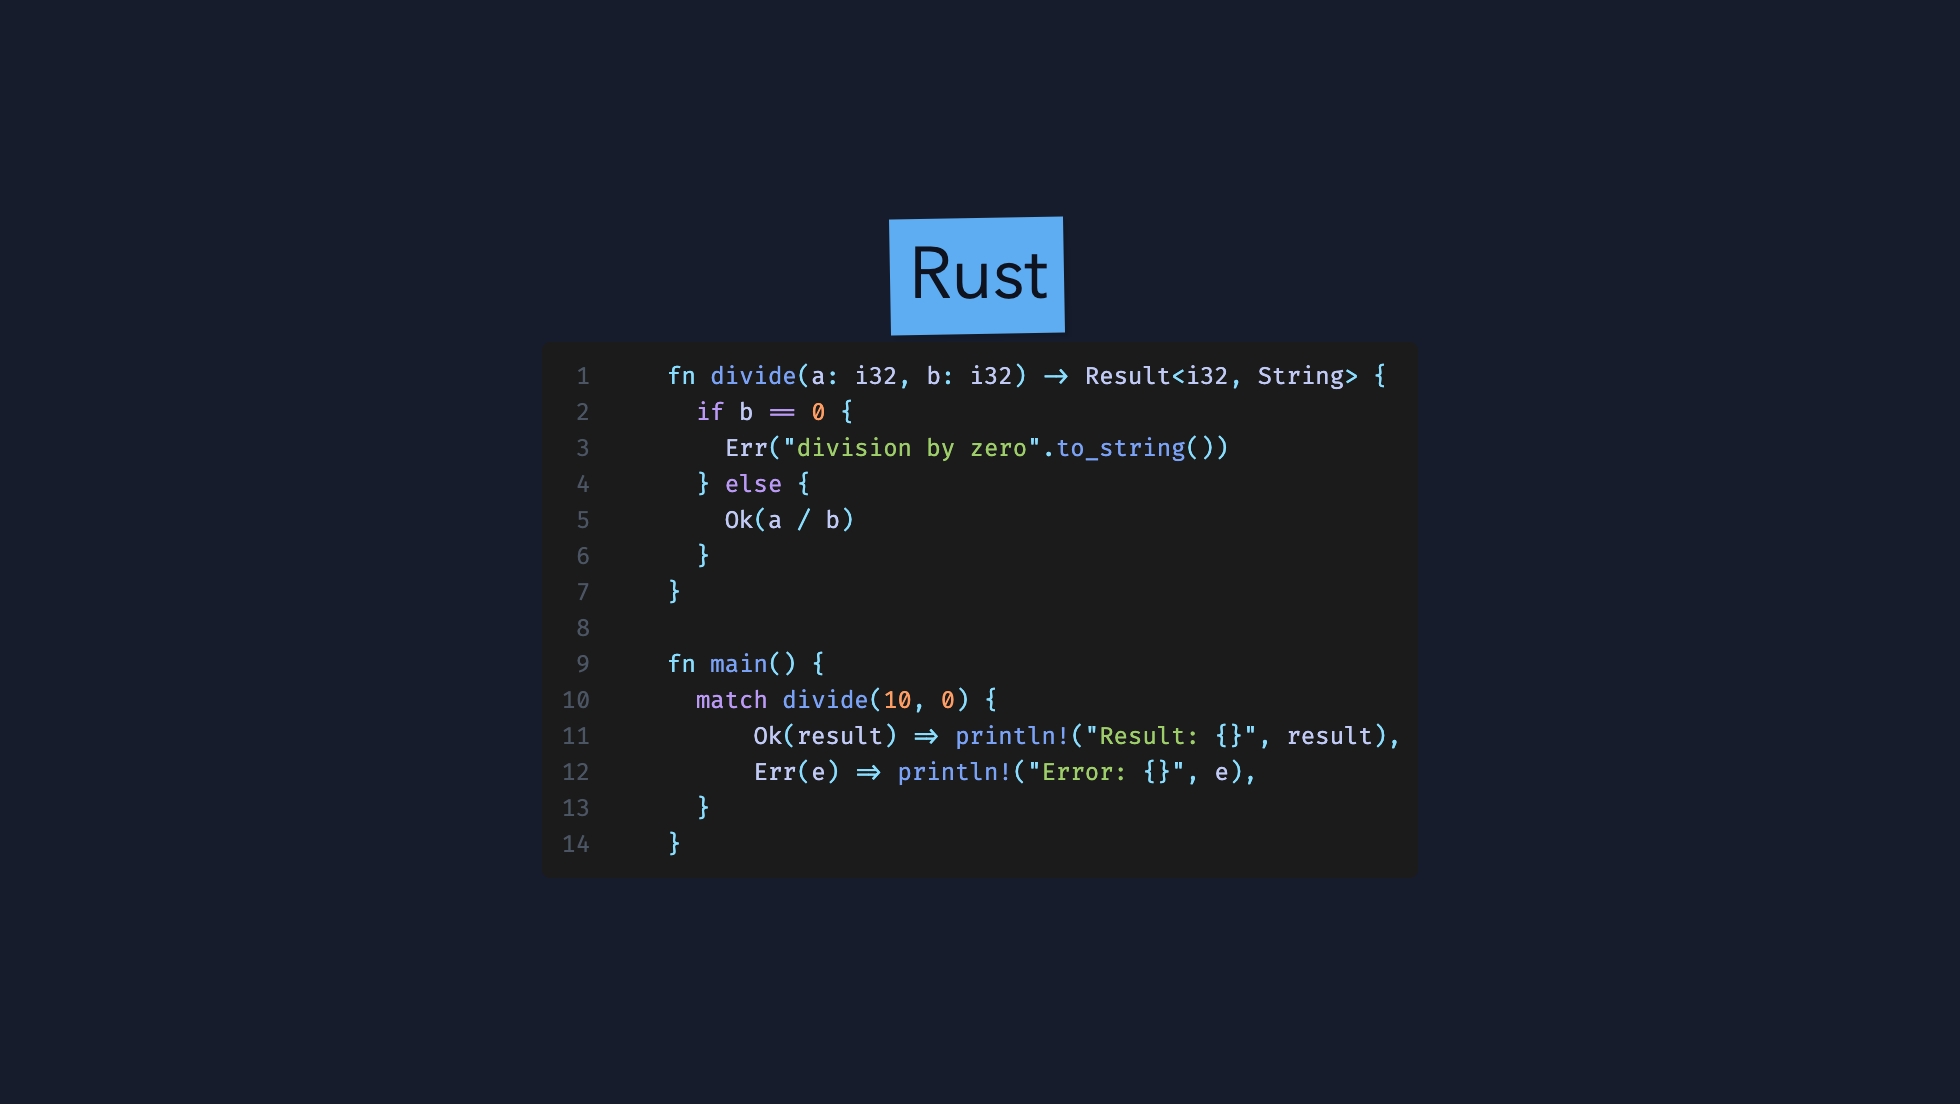 Rust
1 fn divide(a: i32, b: i32) -> Result<i32, String> {
2   if b == 0 {
3     Err("division by zero".to_string())
4   } else {
5     Ok(a / b)
6   }
7 }
8
9 fn main() {
10   match divide(10, 0) {
11       Ok(result) => println!("Result: {}", result),
12       Err(e) => println!("Error: {}", e),
13   }
14 }